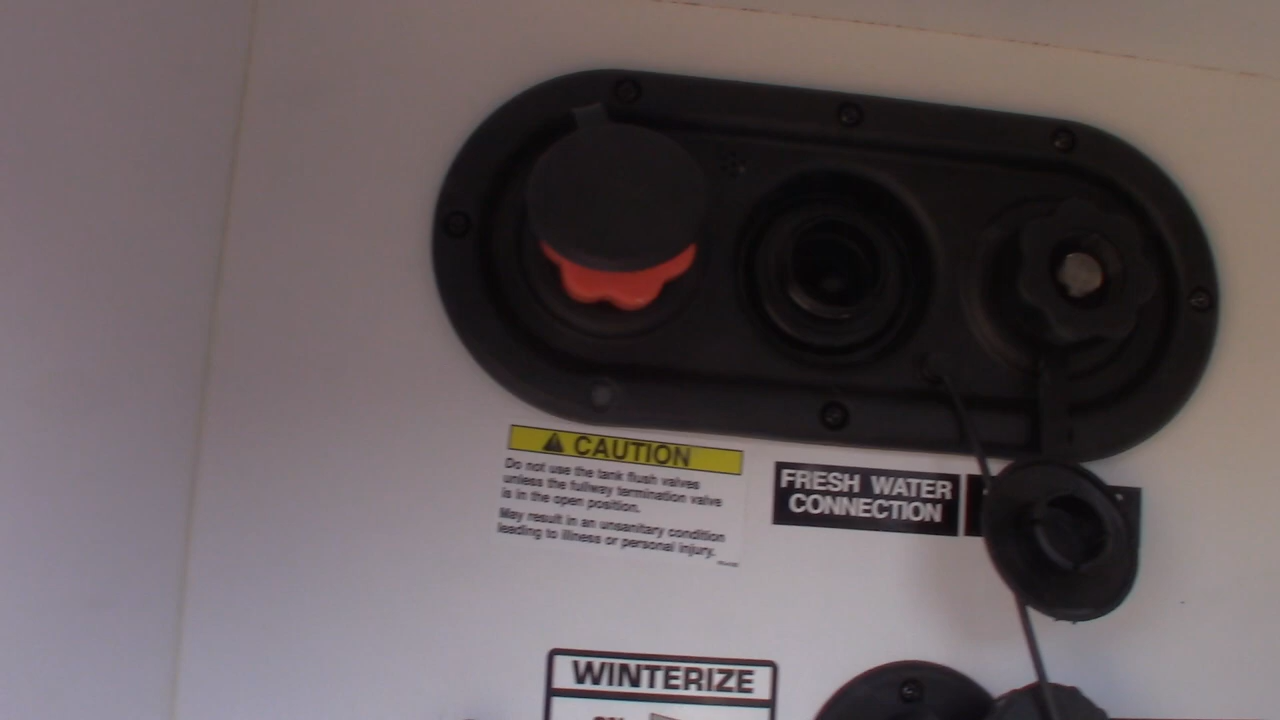 CAUTION
Do not use the tank flush valves
unless the fullway termination valve
is in the open position.
May result in an unsanitary condition
leading to illness or personal injury.
FRESH WATER
CONNECTION
WINTERIZE